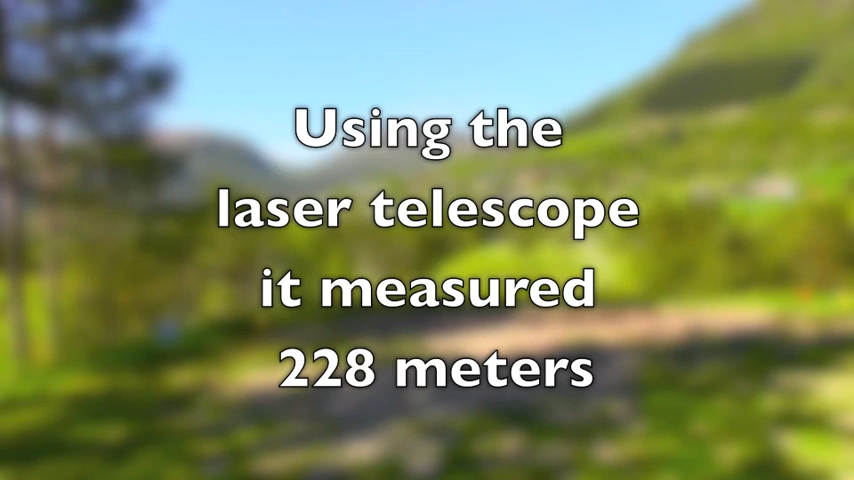 Using the
laser telescope
it measured
228 meters